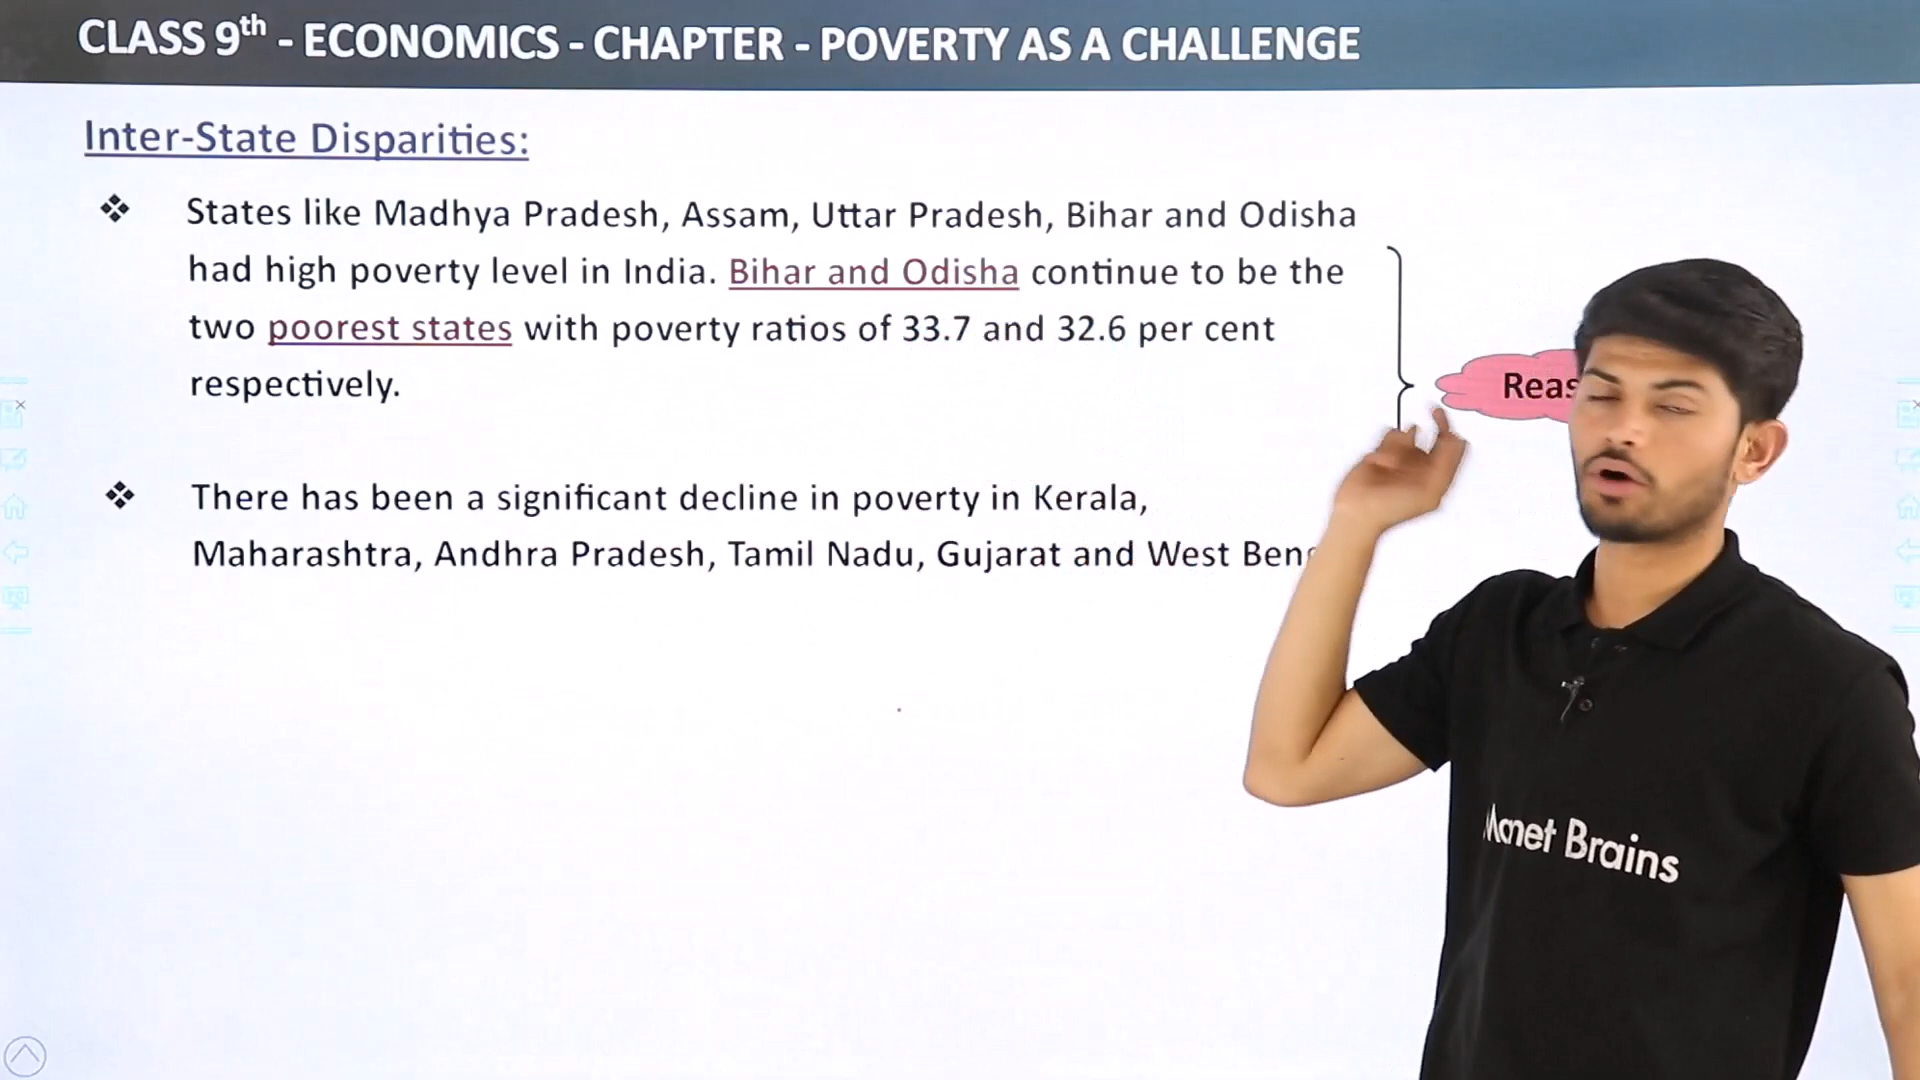 CLASS 9th - ECONOMICS - CHAPTER - POVERTY AS A CHALLENGE
Inter-State Disparities:
❖ States like Madhya Pradesh, Assam, Uttar Pradesh, Bihar and Odisha
had high poverty level in India. Bihar and Odisha continue to be the
two poorest states with poverty ratios of 33.7 and 32.6 per cent
respectively.
❖ There has been a significant decline in poverty in Kerala,
Maharashtra, Andhra Pradesh, Tamil Nadu, Gujarat and West
Brains